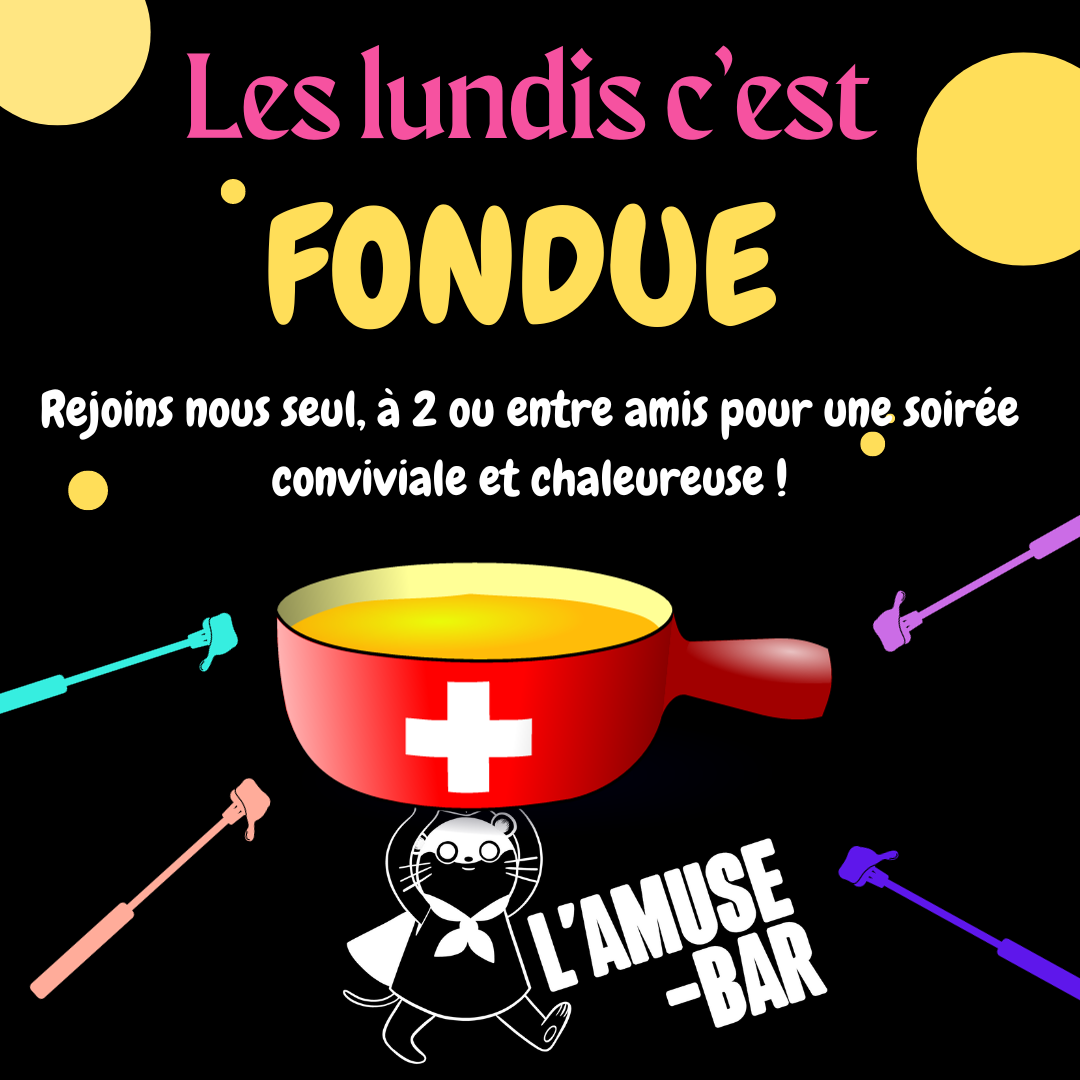 Les lundis c'est
FONDUE
Rejoins nous seul, à 2 ou entre amis pour une soirée
conviviale et chaleureuse !
L'AMUSE
-BAR